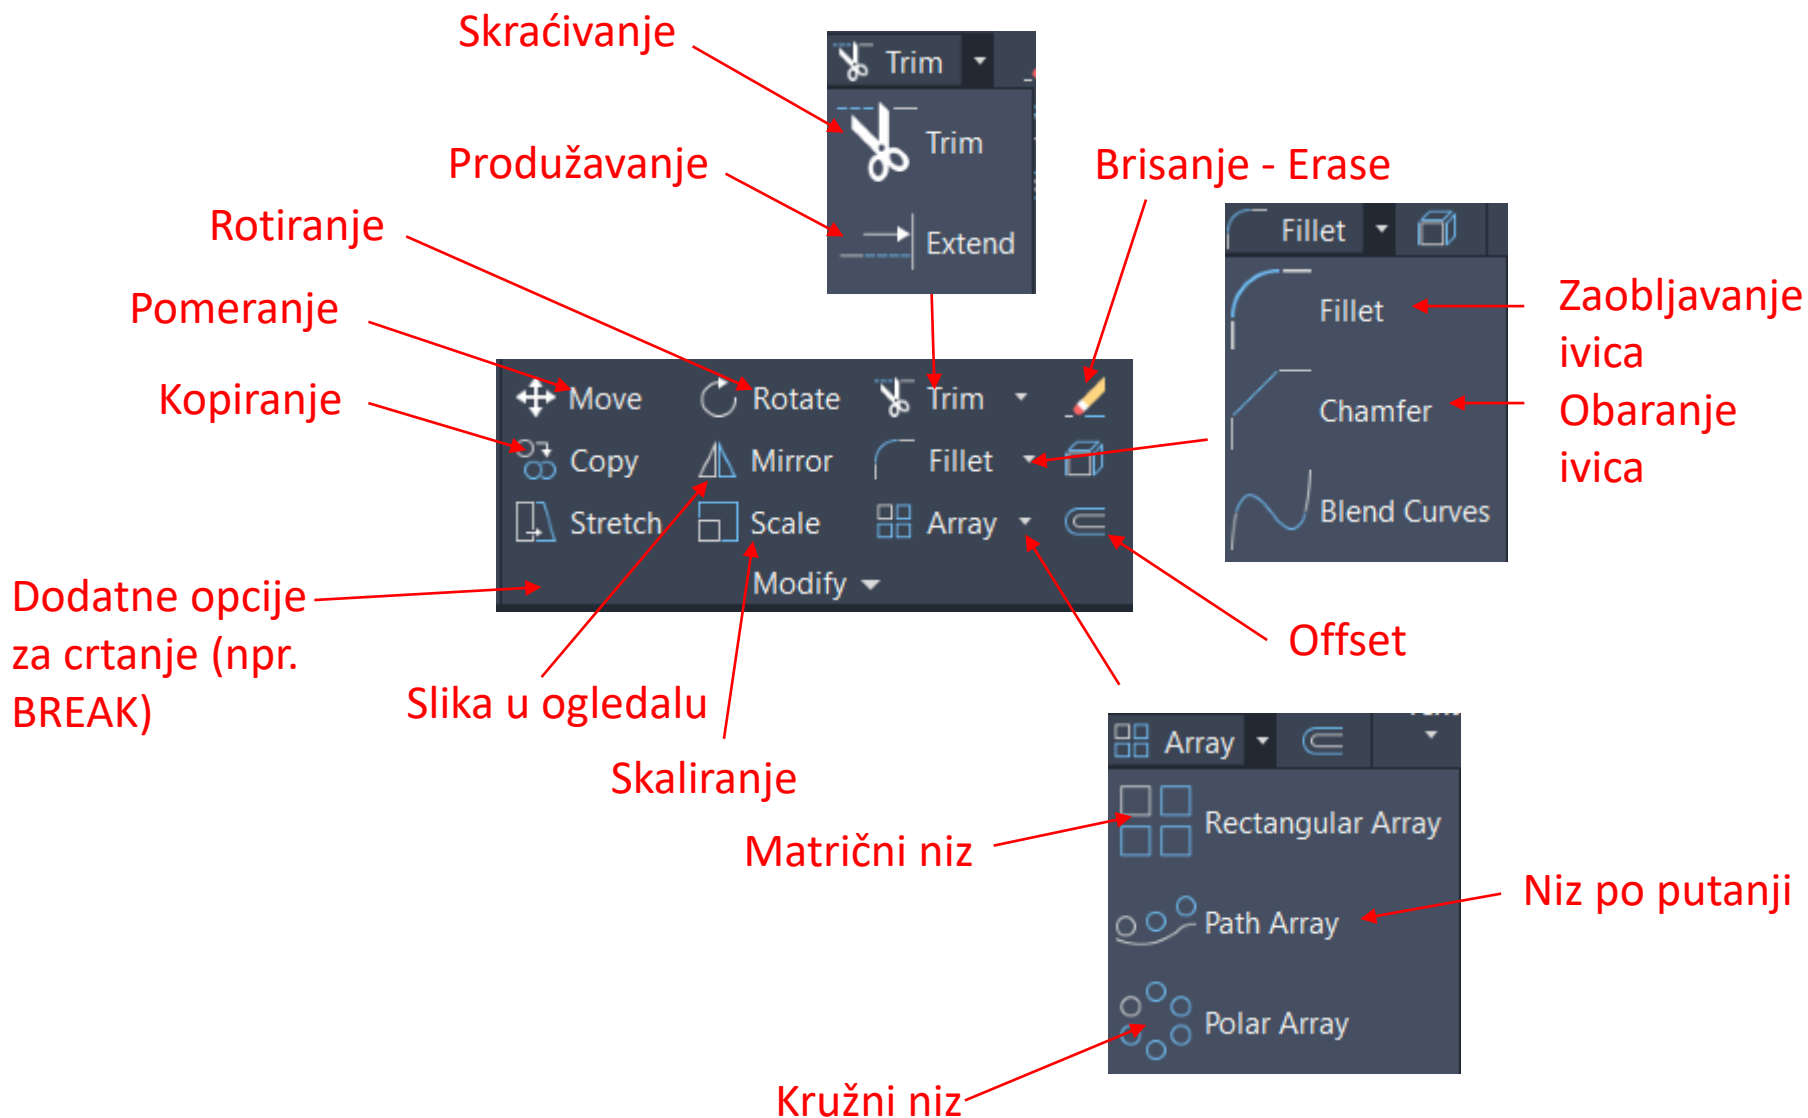 Skraćivanje
Trim
Trim
Produžavanje
Brisanje - Erase
Rotiranje
Extend
Fillet
Pomeranje
Fillet
Zaobljavanje
ivica
Kopiranje
Move Rotate Trim
Chamfer
Obaranje
ivica
Copy Mirror Fillet
Stretch Scale Array
Blend Curves
Modify
Dodatne opcije
za crtanje (npr.
BREAK)
Offset
Slika u ogledalu
Array
Skaliranje
Rectangular Array
Matrični niz
Niz po putanji
Path Array
Polar Array
Kružni niz